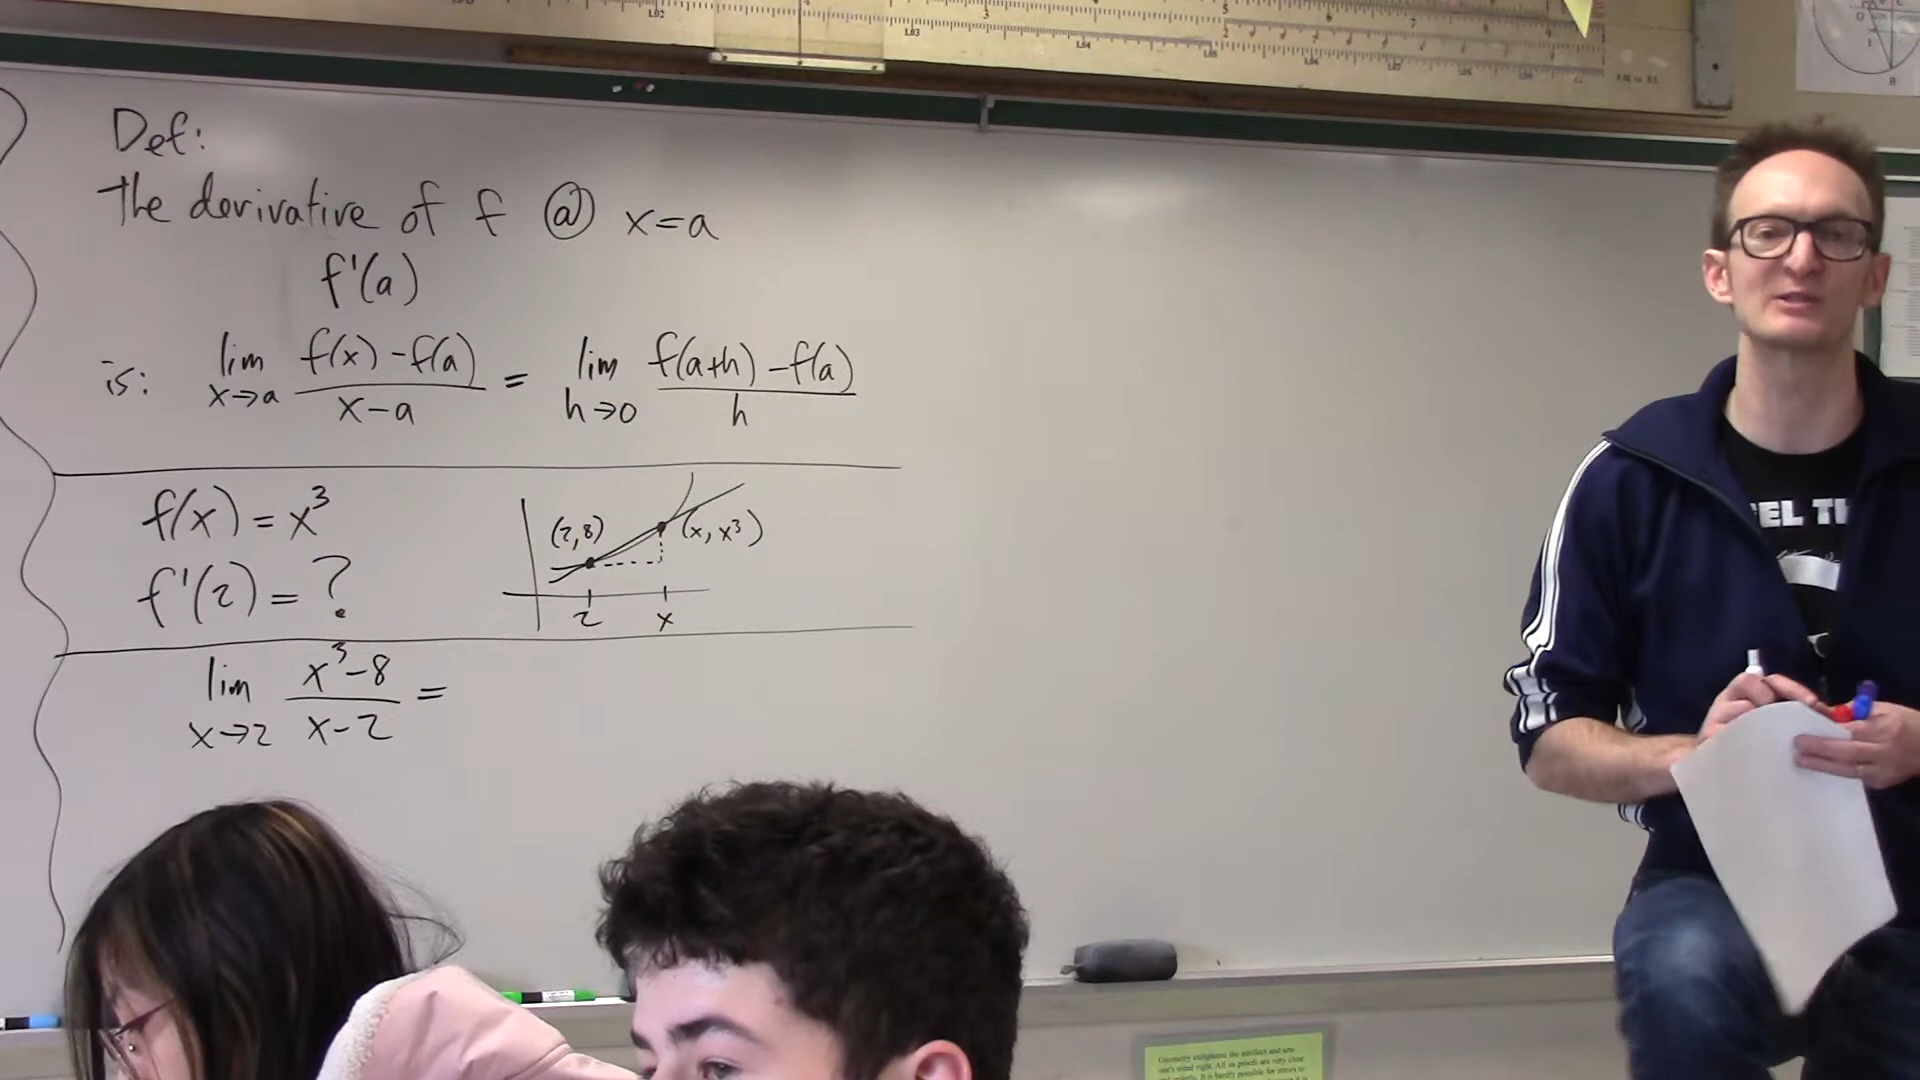 Def:
The derivative of f @ x=a
f'(a)
is: lim x→a f(x)-f(a) / x-a = lim h→0 f(a+h)-f(a) / h
f(x) = x³
f'(2) = ?
(2,8)
(x, x³)
2 x
lim x→2 x³-8 / x-2 =